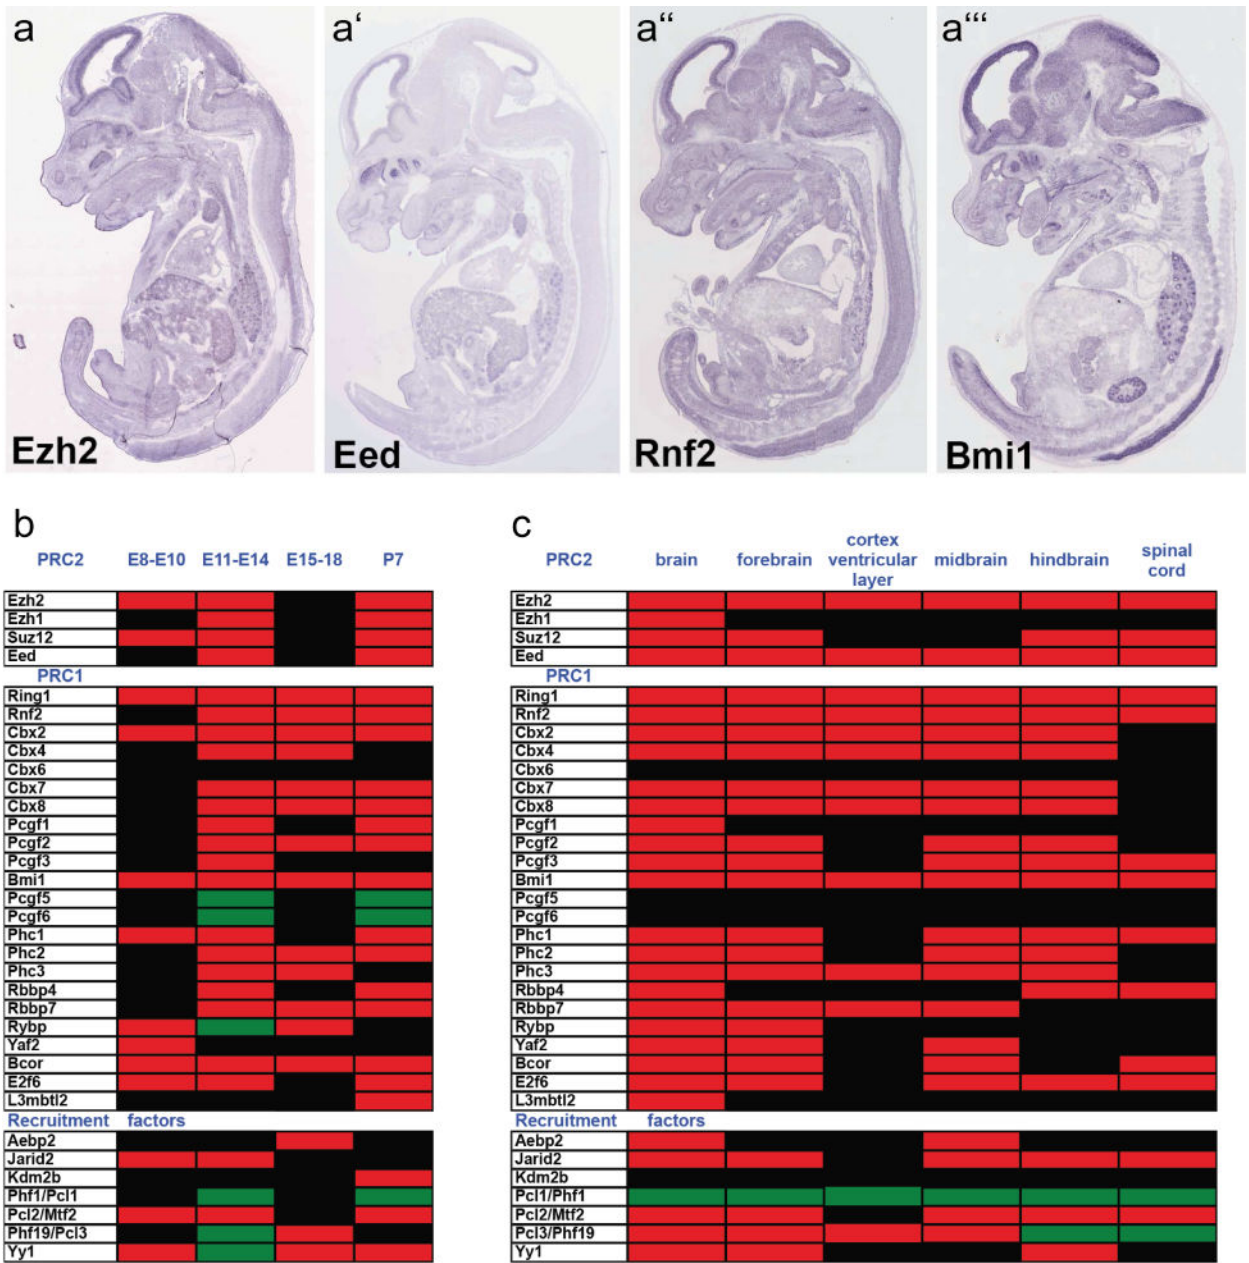 a a‘ a“ a“‘
Ezh2 Eed Rnf2 Bmi1
b
PRC2 E8-E10 E11-E14 E15-18 P7
Ezh2
Ezh1
Suz12
Eed
PRC1
Ring1
Rnf2
Cbx2
Cbx4
Cbx6
Cbx7
Cbx8
Pcgf1
Pcgf2
Pcgf3
Bmi1
Pcgf5
Pcgf6
Phc1
Phc2
Phc3
Rbbp4
Rbbp7
Rybp
Yaf2
Bcor
E2f6
L3mbtl2
Recruitment factors
Aebp2
Jarid2
Kdm2b
Phf1/Pcl1
Pcl2/Mtf2
Phf19/Pcl3
Yy1
c
PRC2 brain forebrain cortex ventricular layer midbrain hindbrain spinal cord
Ezh2
Ezh1
Suz12
Eed
PRC1
Ring1
Rnf2
Cbx2
Cbx4
Cbx6
Cbx7
Cbx8
Pcgf1
Pcgf2
Pcgf3
Bmi1
Pcgf5
Pcgf6
Phc1
Phc2
Phc3
Rbbp4
Rbbp7
Rybp
Yaf2
Bcor
E2f6
L3mbtl2
Recruitment factors
Aebp2
Jarid2
Kdm2b
Pcl1/Phf1
Pcl2/Mtf2
Pcl3/Phf19
Yy1